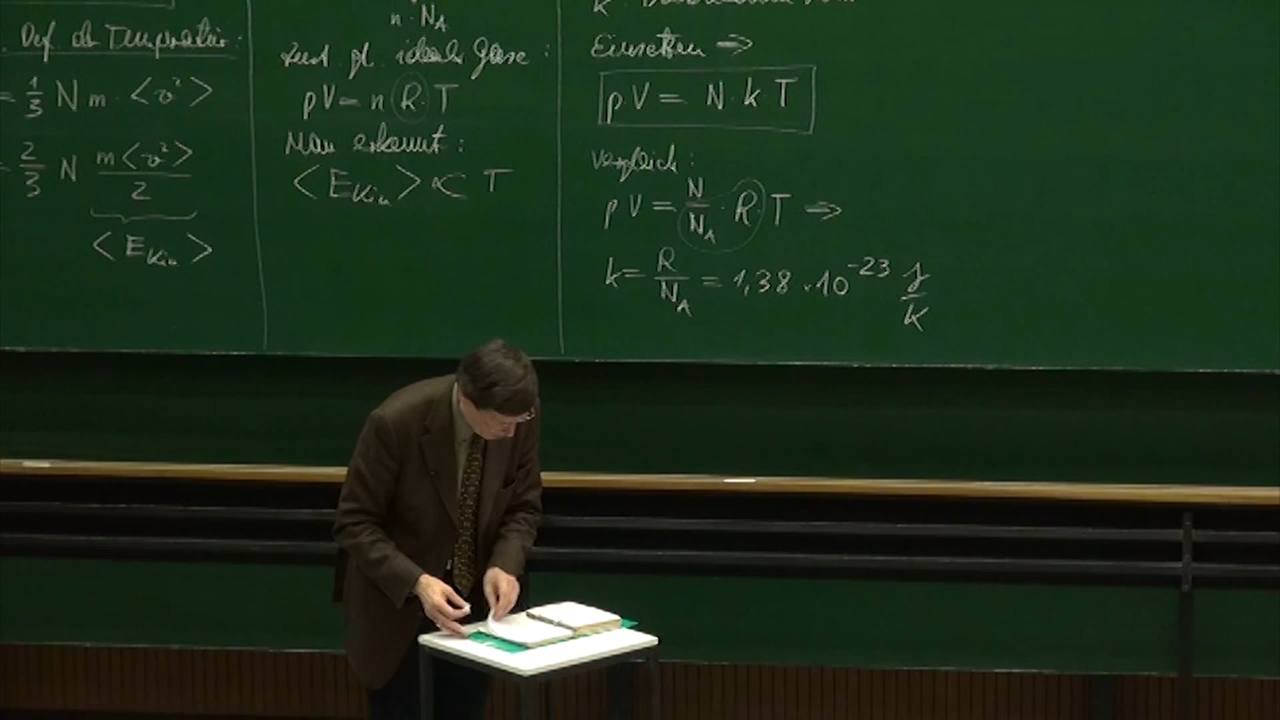 Def. der Temperatur:
= 1/3 N m · <v²>
2/3 N m<v²>/2
<E_Kin>
n · N_A
Zust. gl. ideale Gase:
pV = n R·T
Man erkennt:
<E_Kin> ∝ T
k:
Einsetzen ⇒
pV = N·k T
Vergleich:
pV = N/N_A · R·T ⇒
k = R/N_A = 1,38 · 10^-23 J/K